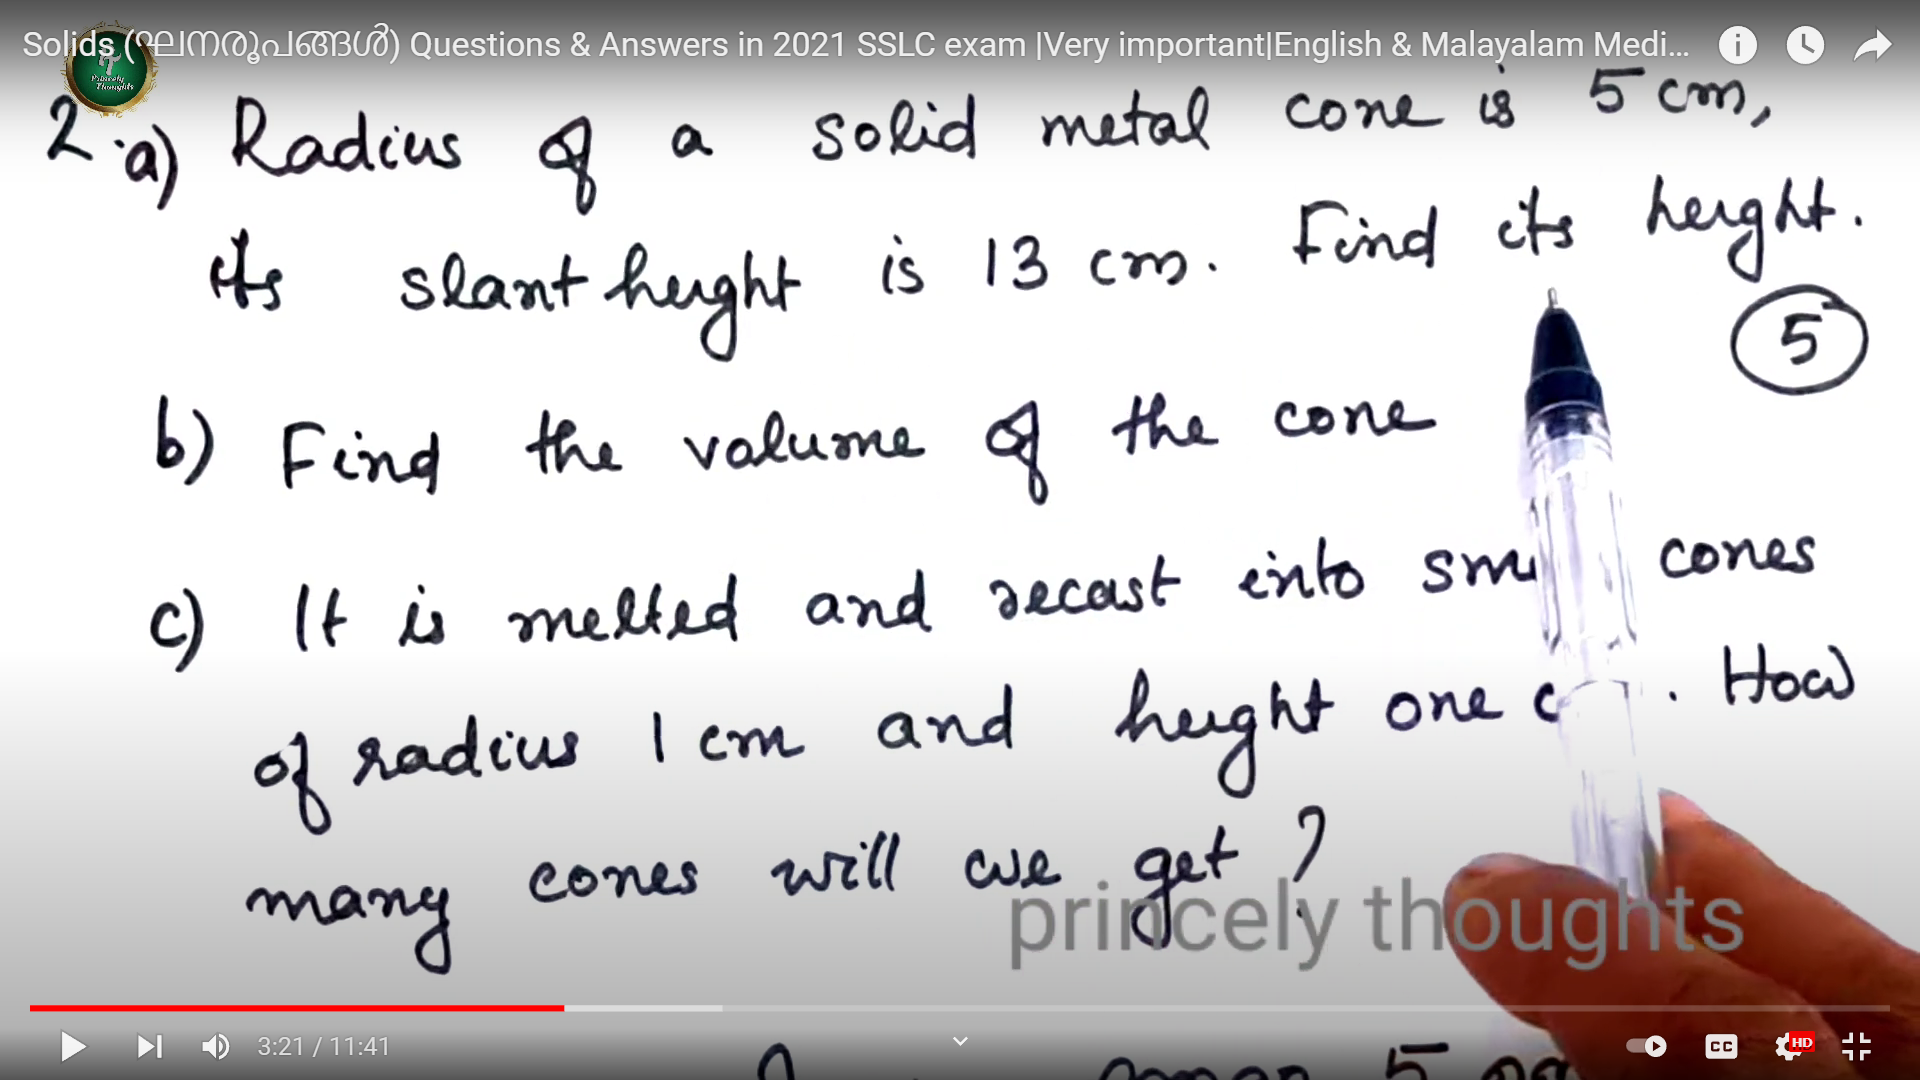 Solids (ഘനരൂപങ്ങൾ) Questions & Answers in 2021 SSLC exam |Very important|English & Malayalam Medi...
Princely Thoughts
2.a) Radius of a solid metal cone is 5 cm,
its slant height is 13 cm. Find its height.
5
b) Find the volume of the cone
c) It is melted and recast into cones
of radius 1 cm and height one . How
many cones will we get?
princely thoughts
3:21 / 11:41
CC
HD
5